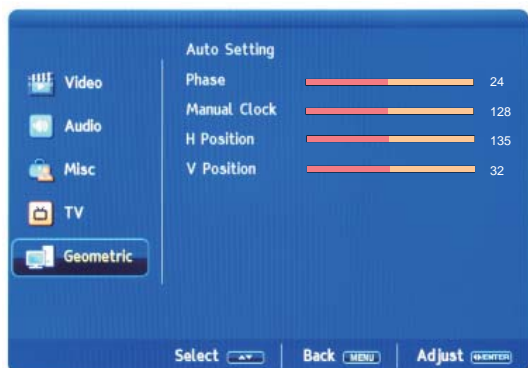 Auto Setting
Video
Phase 24
Manual Clock 128
Audio
H Position 135
Misc
V Position 32
TV
Geometric
Select Back MENU Adjust ENTER